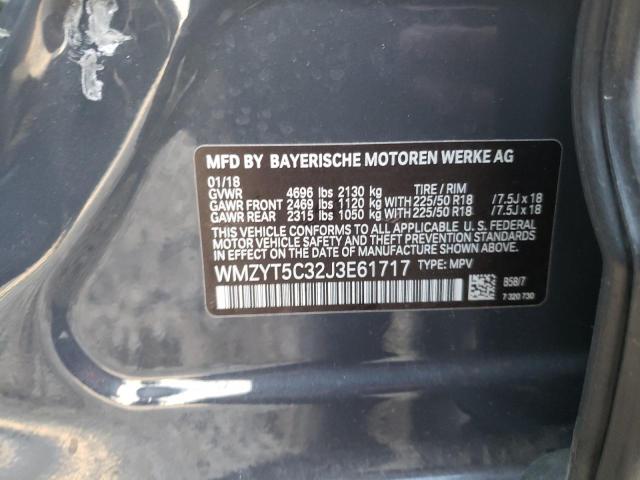 MFD BY BAYERISCHE MOTOREN WERKE AG
01/18
GVWR 4696 lbs 2130 kg TIRE / RIM
GAWR FRONT 2469 lbs 1120 kg WITH 225/50 R18 /7.5J x 18
GAWR REAR 2315 lbs 1050 kg WITH 225/50 R18 /7.5J x 18
THIS VEHICLE CONFORMS TO ALL APPLICABLE U. S. FEDERAL
MOTOR VEHICLE SAFETY, BUMPER AND THEFT PREVENTION STANDARDS
IN EFFECT ON THE DATE OF MANUFACTURE SHOWN ABOVE.
WMZYT5C32J3E61717 TYPE: MPV
B5B/7
7 320 730